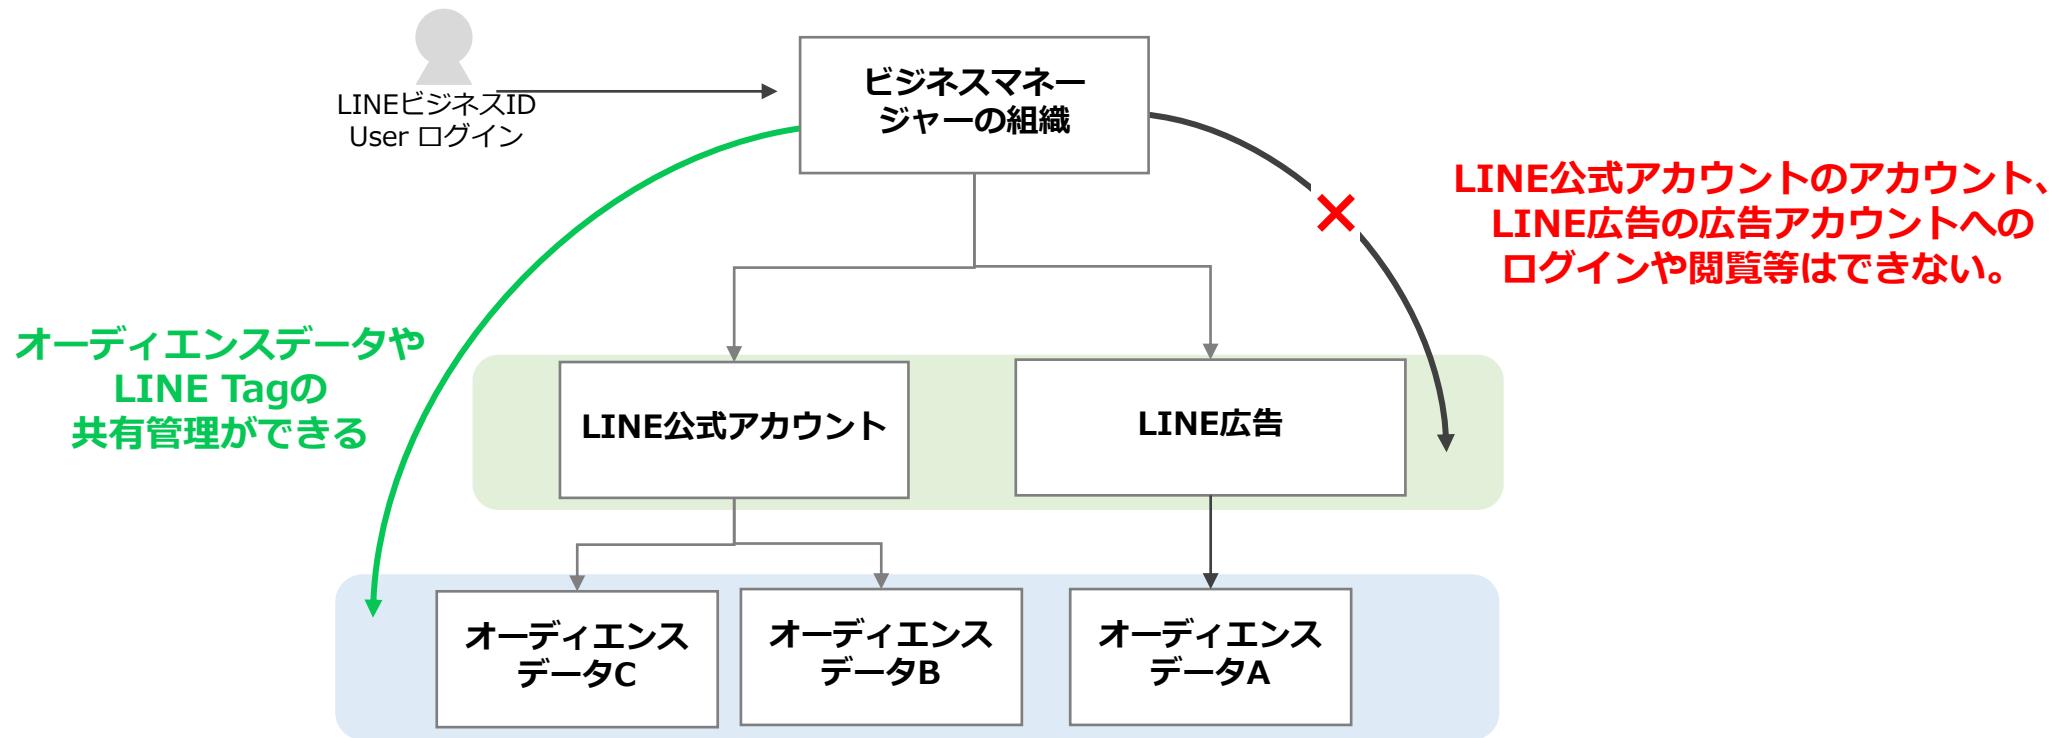 LINEビジネスID
User ログイン
ビジネスマネー
ジャーの組織
LINE公式アカウントのアカウント、
LINE広告の広告アカウントへの
ログインや閲覧等はできない。
オーディエンスデータや
LINE Tagの
共有管理ができる
LINE公式アカウント
LINE広告
オーディエンス
データC
オーディエンス
データB
オーディエンス
データA